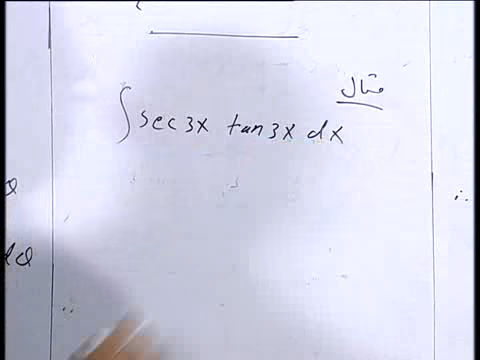 مثال
∫ sec 3x tan 3x dx